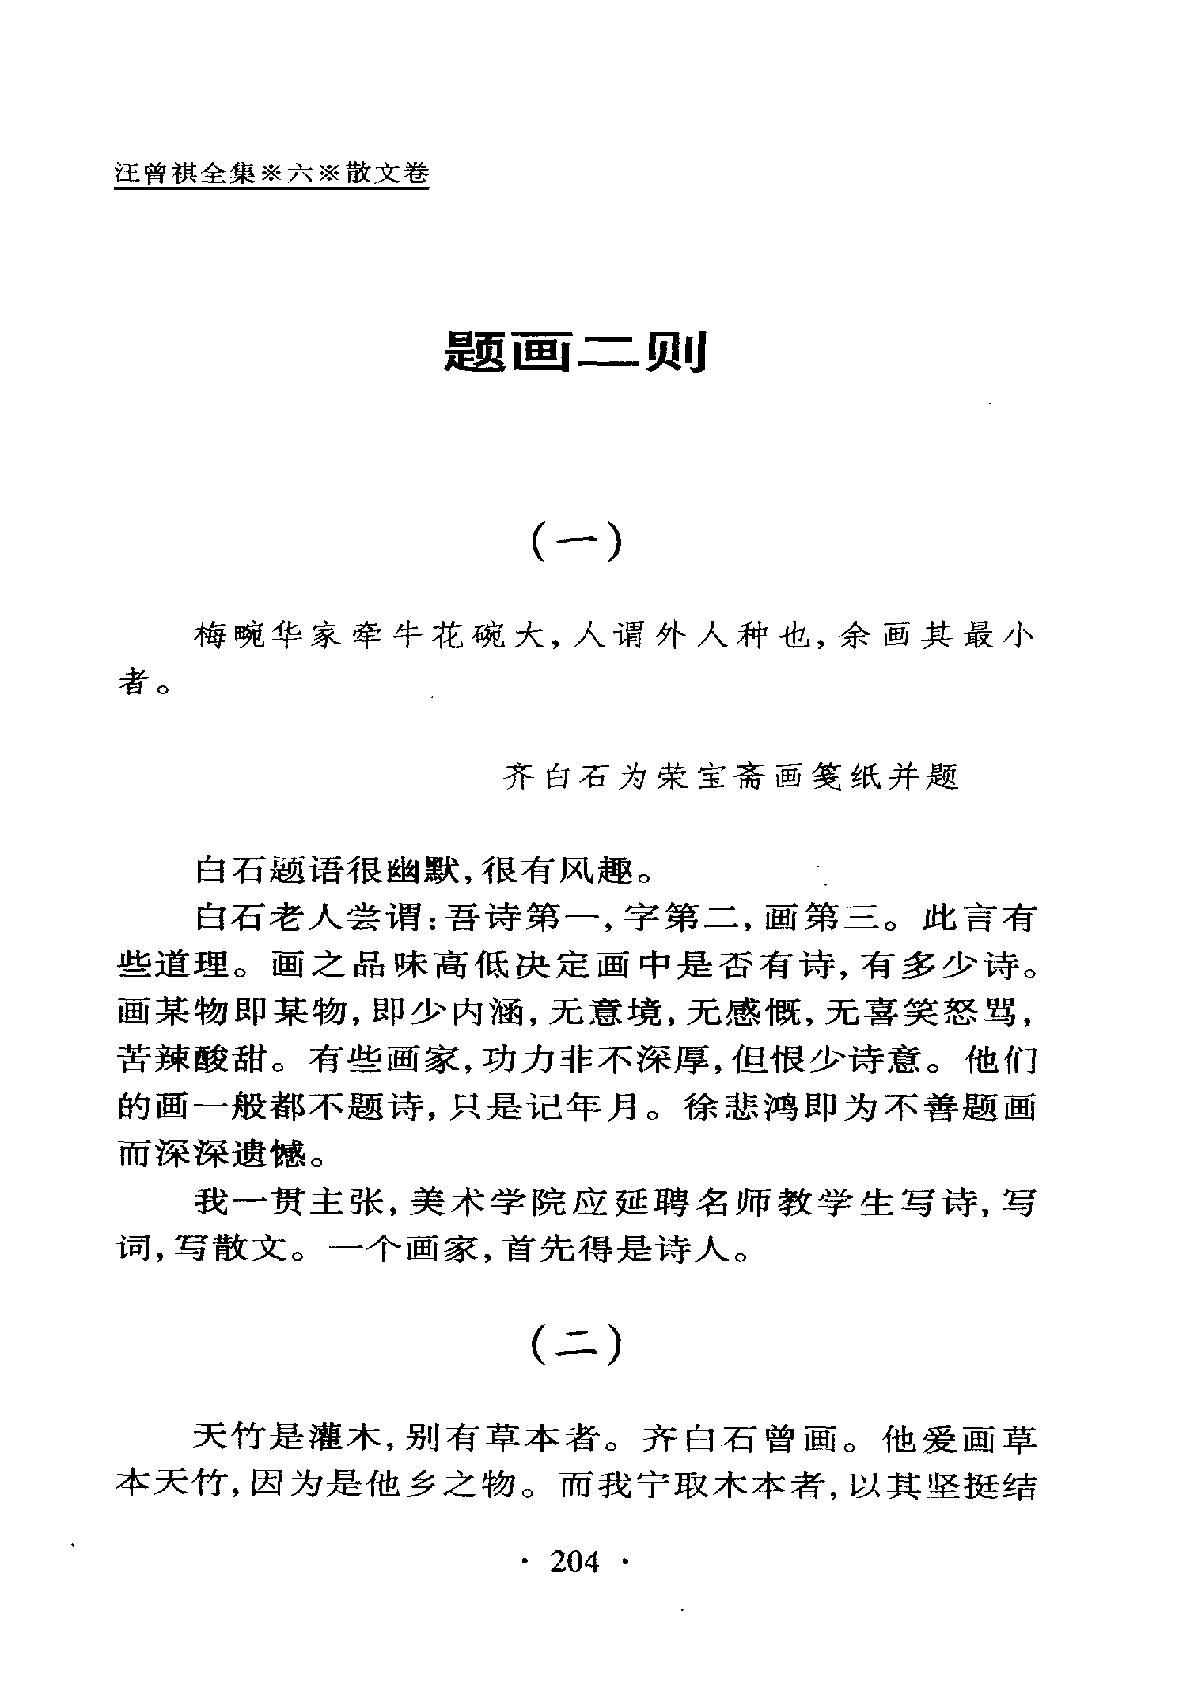 汪曾祺全集※六※散文卷
题画二则
（一）
梅畹华家牵牛花碗大，人谓外人种也，余画其最小
者。
齐白石为荣宝斋画笺纸并题
白石题语很幽默，很有风趣。
白石老人尝谓：吾诗第一，字第二，画第三。此言有
些道理。画之品味高低决定画中是否有诗，有多少诗。
画某物即某物，即少内涵，无意境，无感慨，无喜笑怒骂，
苦辣酸甜。有些画家，功力非不深厚，但恨少诗意。他们
的画一般都不题诗，只是记年月。徐悲鸿即为不善题画
而深深遗憾。
我一贯主张，美术学院应延聘名师教学生写诗，写
词，写散文。一个画家，首先得是诗人。
（二）
天竹是灌木，别有草本者。齐白石曾画。他爱画草
本天竹，因为是他乡之物。而我宁取木本者，以其坚挺结
· 204 ·